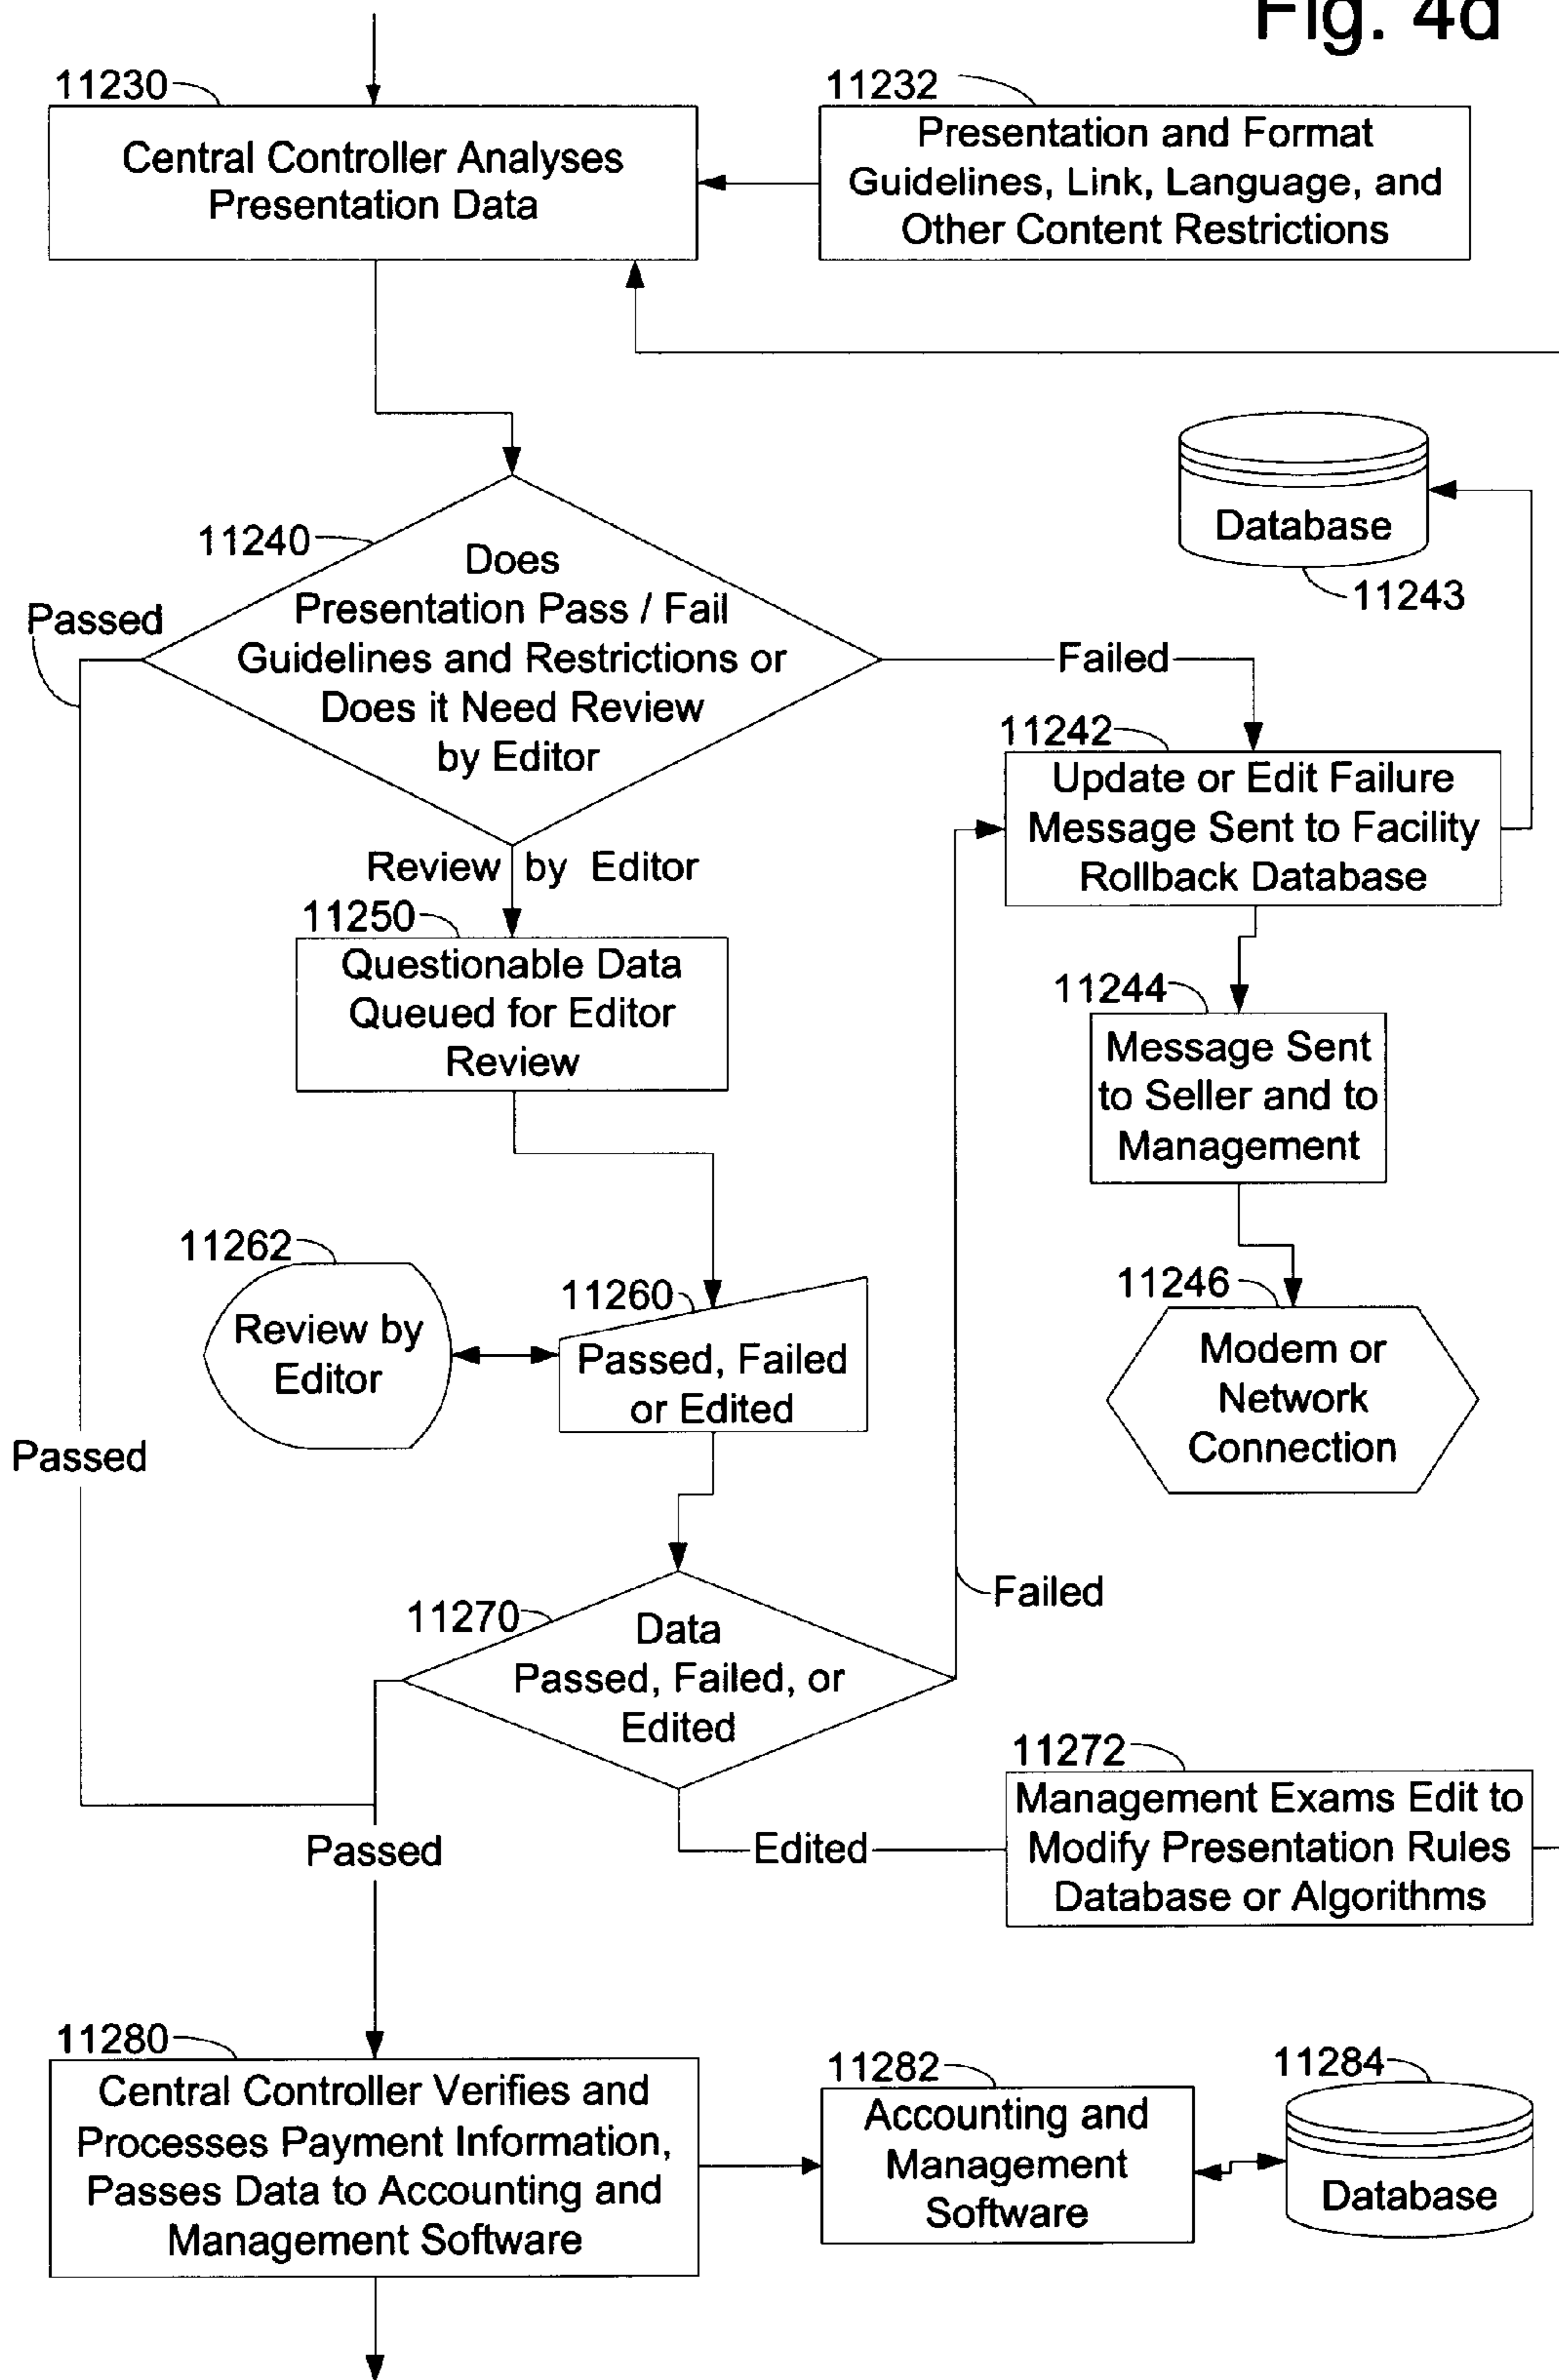 Fig. 4d
11230
Central Controller Analyses
Presentation Data
11232
Presentation and Format
Guidelines, Link, Language, and
Other Content Restrictions
Database
11243
11240
Does
Presentation Pass / Fail
Guidelines and Restrictions or
Does it Need Review
by Editor
Passed
Failed
11242
Update or Edit Failure
Message Sent to Facility
Rollback Database
Review by Editor
11250
Questionable Data
Queued for Editor
Review
11244
Message Sent
to Seller and to
Management
11262
Review by
Editor
11260
Passed, Failed
or Edited
11246
Modem or
Network
Connection
Passed
Failed
11270
Data
Passed, Failed, or
Edited
11272
Management Exams Edit to
Modify Presentation Rules
Database or Algorithms
Passed
Edited
11280
Central Controller Verifies and
Processes Payment Information,
Passes Data to Accounting and
Management Software
11282
Accounting and
Management
Software
11284
Database